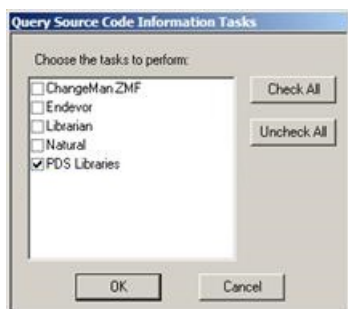 Query Source Code Information Tasks
Choose the tasks to perform:
ChangeMan ZMF
Check All
Endevor
Librarian
Uncheck All
Natural
PDS Libraries
OK
Cancel